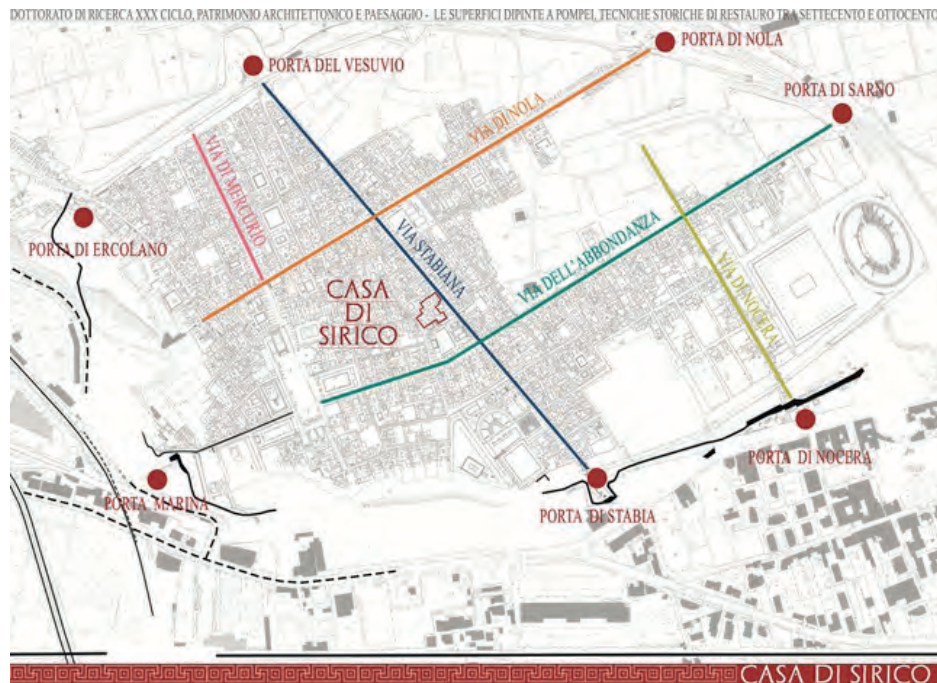 DOTTORATO DI RICERCA XXX CICLO, PATRIMONIO ARCHITETTONICO E PAESAGGIO - LE SUPERFICI DIPINTE A POMPEI, TECNICHE STORICHE DI RESTAURO TRA SETTECENTO E OTTOCENTO
PORTA DI NOLA
PORTA DEL VESUVIO
PORTA DI SARNO
VIA DI NOLA
VIA DI MERCURIO
PORTA DI ERCOLANO
VIA STABIANA
VIA DELL'ABBONDANZA
VIA DI NOCERA
CASA
DI
SIRICO
PORTA DI NOCERA
PORTA MARINA
PORTA DI STABIA
CASA DI SIRICO